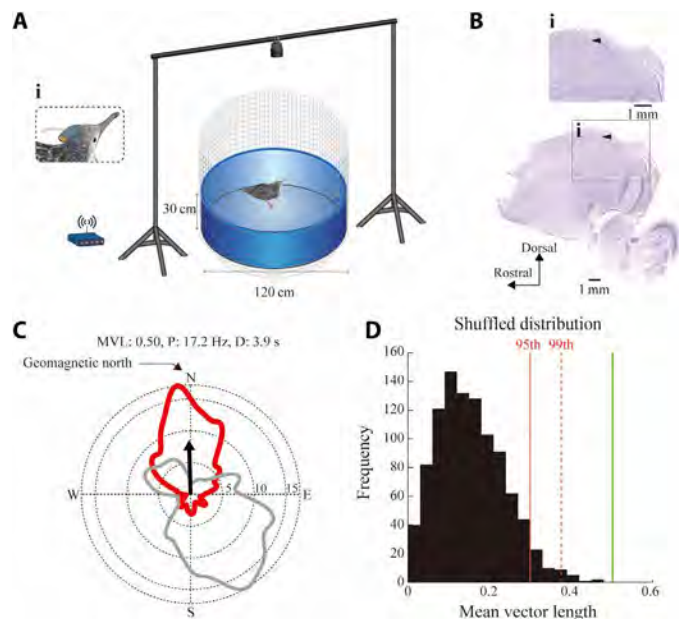 A
i
30 cm
120 cm
B
i
1 mm
i
Dorsal
Rostral
1 mm
C
MVL: 0.50, P: 17.2 Hz, D: 3.9 s
Geomagnetic north
N
W
5
10
15
E
S
D
Shuffled distribution
95th
99th
160
140
120
100
80
60
40
20
0
Frequency
0
0.2
0.4
0.6
Mean vector length